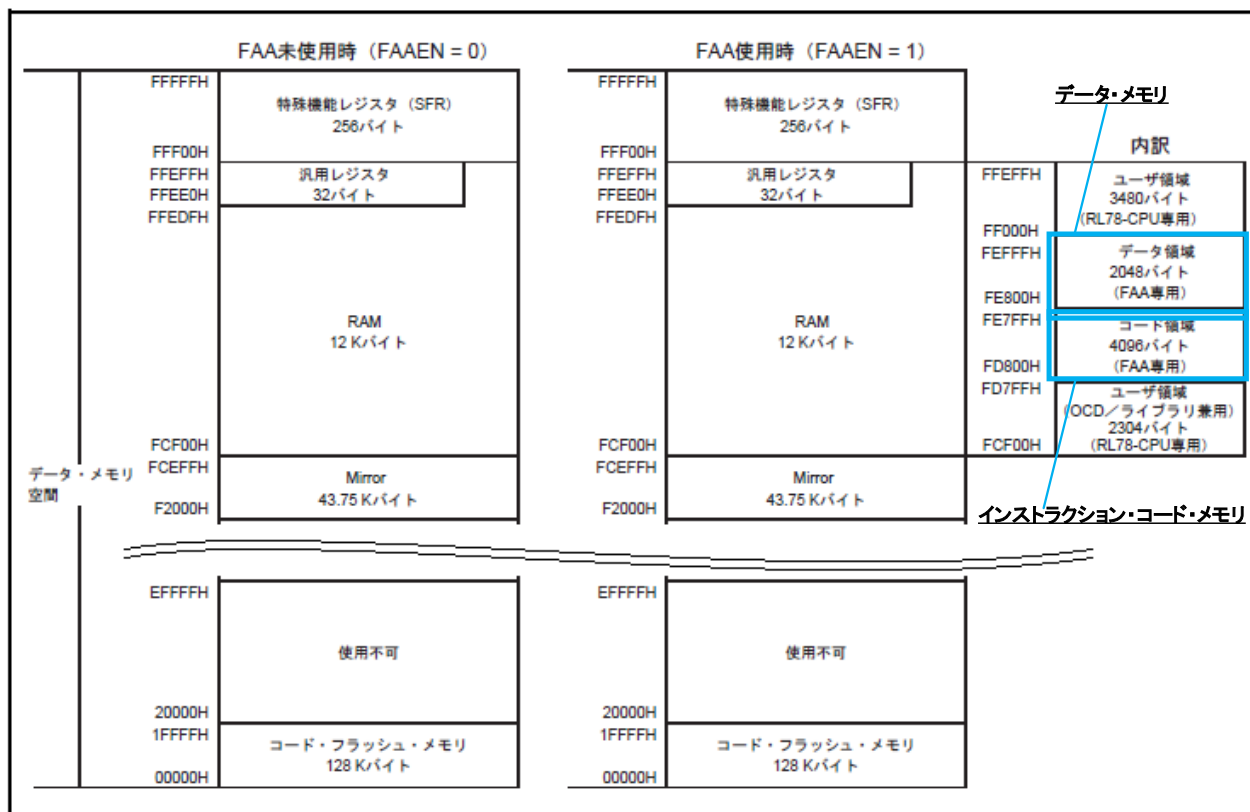 FAA未使用時（FAAEN = 0）
FFFFFH
特殊機能レジスタ（SFR）
256バイト
FFF00H
FFEFFH
汎用レジスタ
32バイト
FFEE0H
FFEDFH
RAM
12 Kバイト
FCF00H
FCEFFH
Mirror
43.75 Kバイト
F2000H
データ・メモリ
空間
EFFFFH
使用不可
20000H
1FFFFH
コード・フラッシュ・メモリ
128 Kバイト
00000H
FAA使用時（FAAEN = 1）
FFFFFH
特殊機能レジスタ（SFR）
256バイト
FFF00H
FFEFFH
汎用レジスタ
32バイト
FFEE0H
FFEDFH
RAM
12 Kバイト
FCF00H
FCEFFH
Mirror
43.75 Kバイト
F2000H
EFFFFH
使用不可
20000H
1FFFFH
コード・フラッシュ・メモリ
128 Kバイト
00000H
データ・メモリ
内訳
FFEFFH
ユーザ領域
3480バイト
(RL78-CPU専用)
FF000H
FEFFFH
データ領域
2048バイト
(FAA専用)
FE800H
FE7FFH
コード領域
4096バイト
(FAA専用)
FD800H
FD7FFH
ユーザ領域
(OCD／ライブラリ兼用)
2304バイト
(RL78-CPU専用)
FCF00H
インストラクション・コード・メモリ